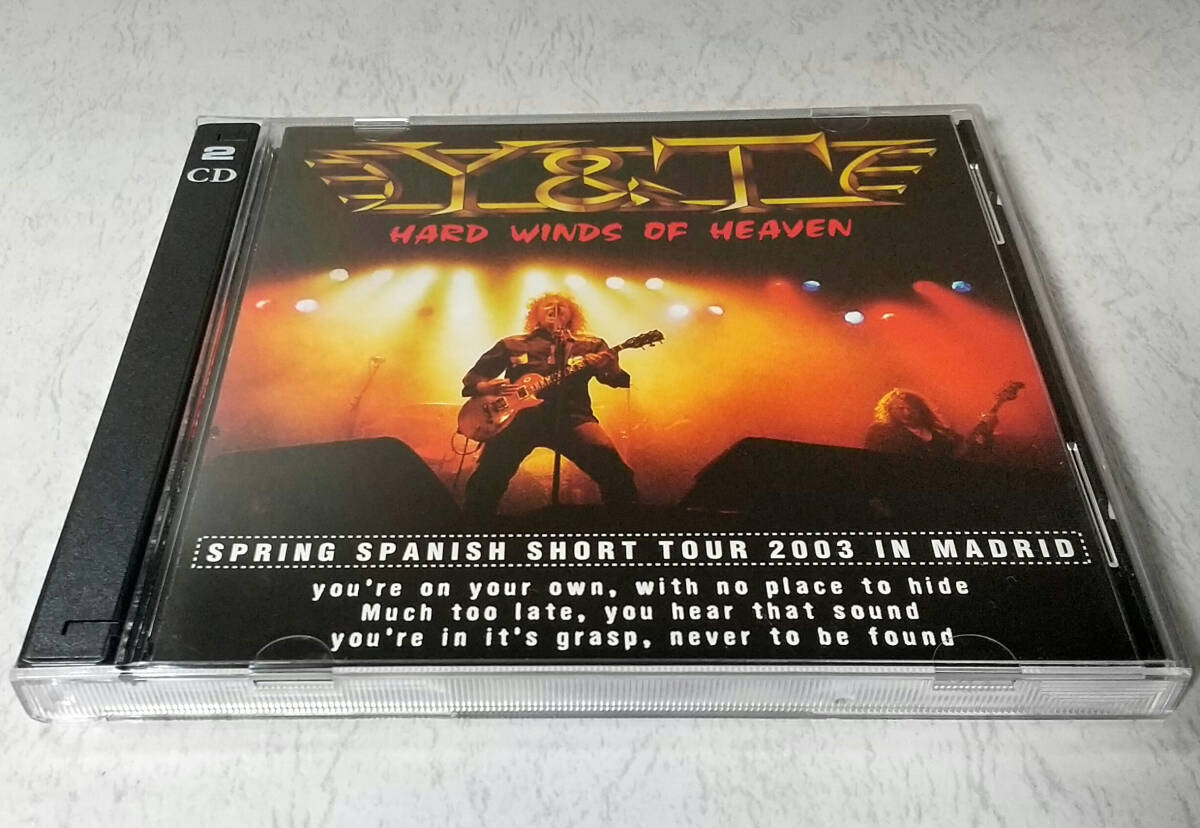 2
CD
Y&T
HARD WINDS OF HEAVEN
SPRING SPANISH SHORT TOUR 2003 IN MADRID
you're on your own, with no place to hide
Much too late, you hear that sound
you're in it's grasp, never to be found